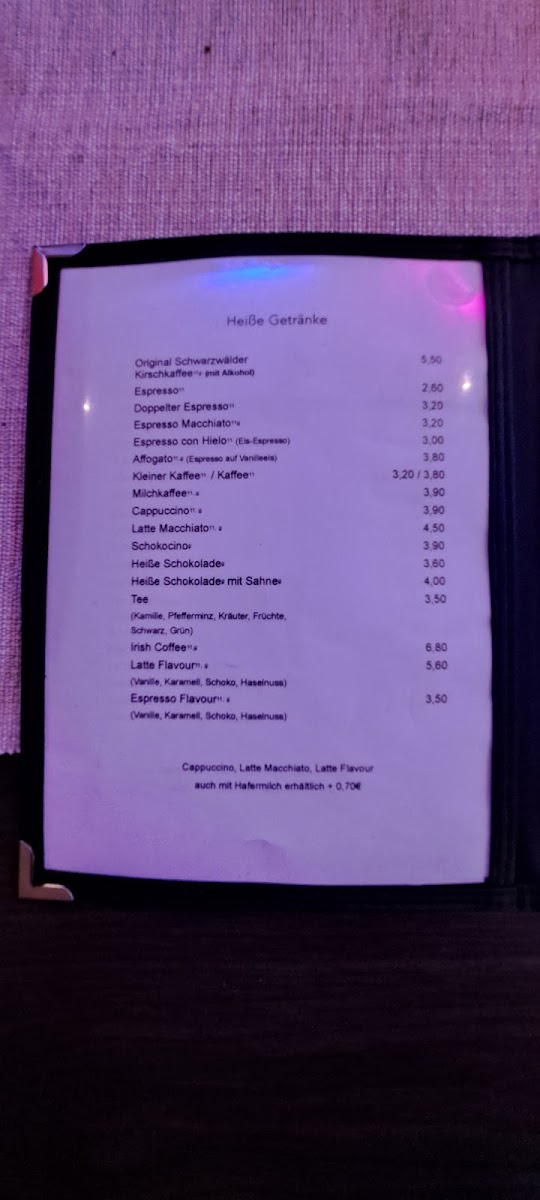 Heiße Getränke
Original Schwarzwälder 5,50
Kirschkaffee (mit Alkohol)
Espresso¹¹ 2,60
Doppelter Espresso¹¹ 3,20
Espresso Macchiato 3,20
Espresso con Hielo¹¹ (Eis-Espresso) 3,00
Affogato (Espresso auf Vanilleeis) 3,80
Kleiner Kaffee¹¹ / Kaffee¹¹ 3,20 / 3,80
Milchkaffee 3,90
Cappuccino 3,90
Latte Macchiato 4,50
Schokocino 3,90
Heiße Schokolade 3,60
Heiße Schokolade mit Sahne 4,00
Tee 3,50
(Kamille, Pfefferminz, Kräuter, Früchte,
Schwarz, Grün)
Irish Coffee 6,80
Latte Flavour 5,60
(Vanille, Karamell, Schoko, Haselnuss)
Espresso Flavour 3,50
(Vanille, Karamell, Schoko, Haselnuss)
Cappuccino, Latte Macchiato, Latte Flavour
auch mit Hafermilch erhältlich + 0,70€